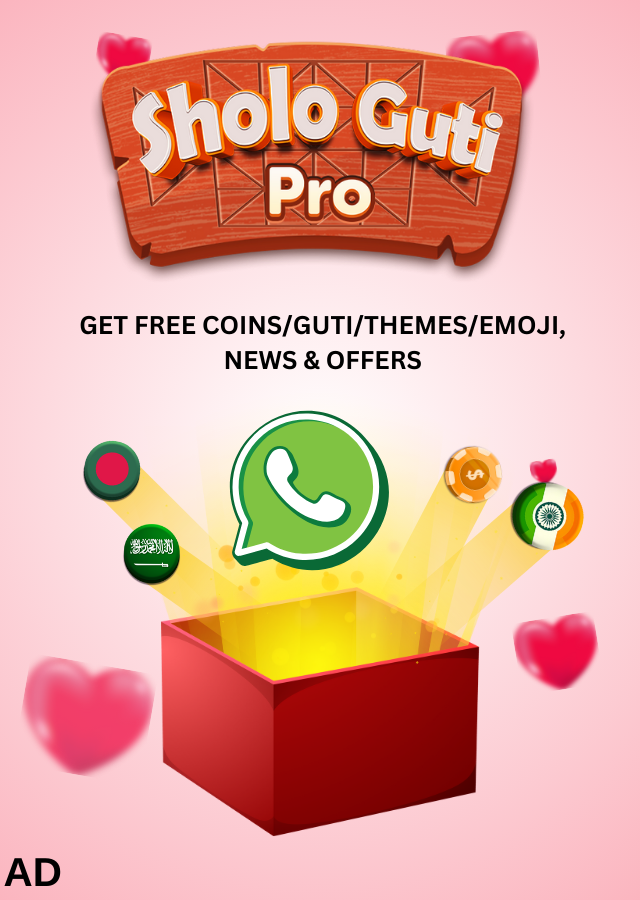 Sholo Guti
Pro
GET FREE COINS/GUTI/THEMES/EMOJI,
NEWS & OFFERS
$
AD